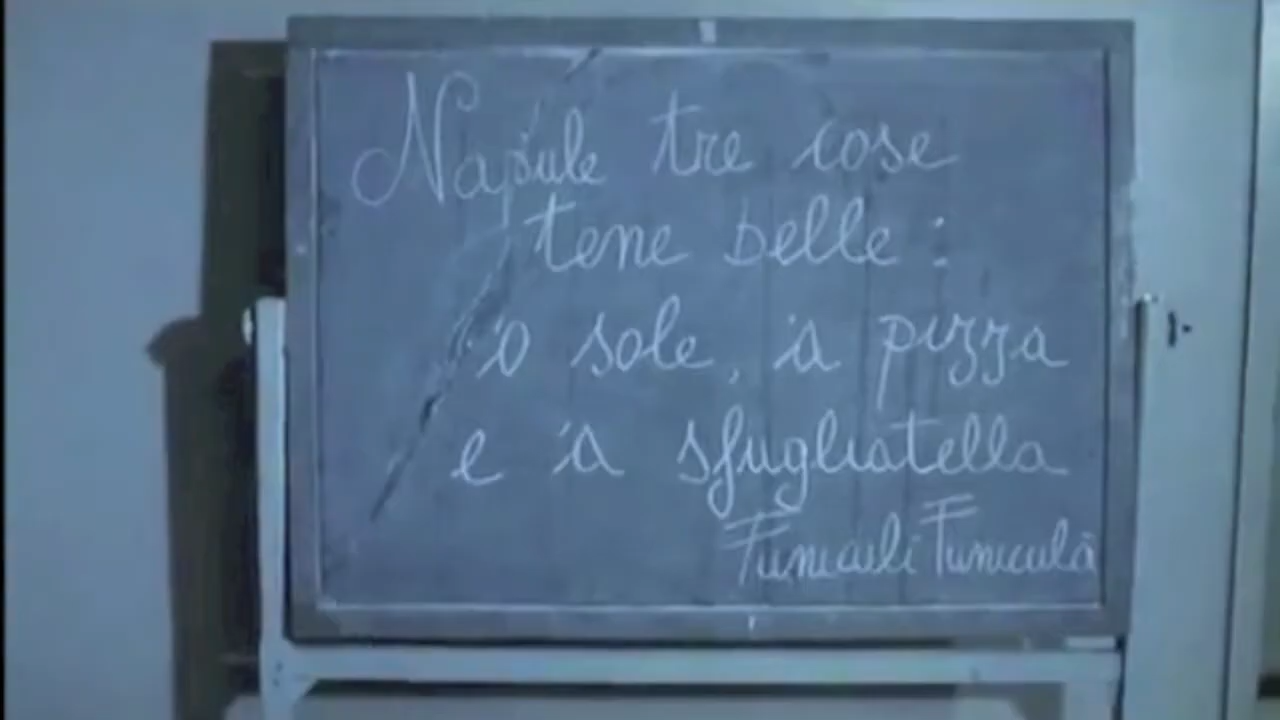 Napule tre cose
tene belle :
'o sole, 'a pizza
e 'a sfugliatella
Funiculì Funiculà